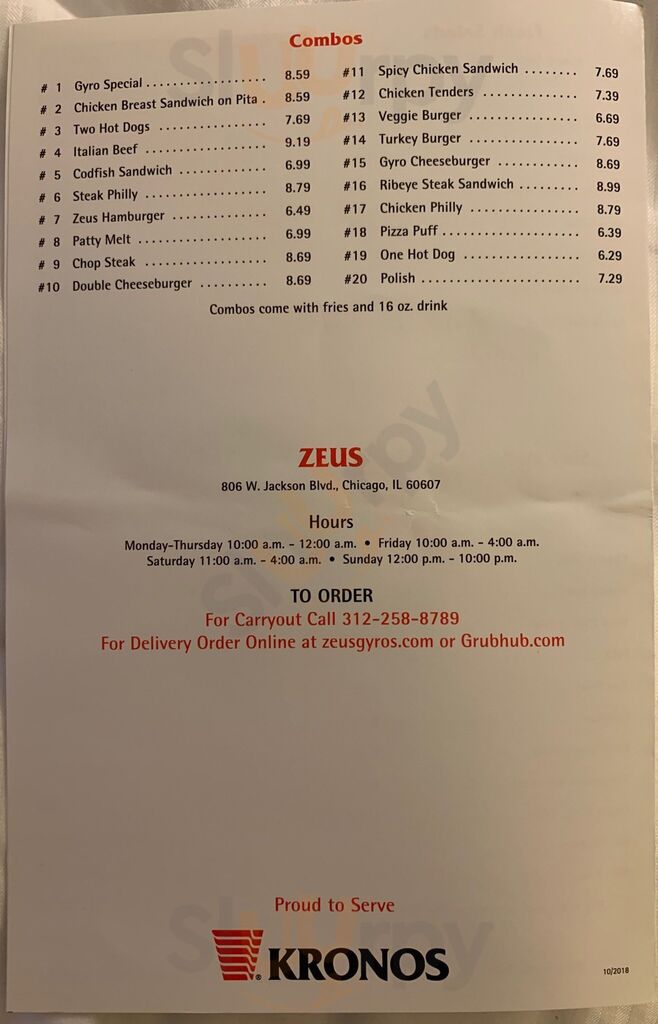 Combos
# 1 Gyro Special .................. 8.59
# 2 Chicken Breast Sandwich on Pita . 8.59
# 3 Two Hot Dogs ................ 7.69
# 4 Italian Beef .................. 9.19
# 5 Codfish Sandwich ............. 6.99
# 6 Steak Philly .................. 8.79
# 7 Zeus Hamburger .............. 6.49
# 8 Patty Melt ................... 6.99
# 9 Chop Steak .................. 8.69
#10 Double Cheeseburger .......... 8.69
#11 Spicy Chicken Sandwich ........ 7.69
#12 Chicken Tenders .............. 7.39
#13 Veggie Burger ................ 6.69
#14 Turkey Burger ................ 7.69
#15 Gyro Cheeseburger ............ 8.69
#16 Ribeye Steak Sandwich ......... 8.99
#17 Chicken Philly ................ 8.79
#18 Pizza Puff .................... 6.39
#19 One Hot Dog ................. 6.29
#20 Polish ....................... 7.29
Combos come with fries and 16 oz. drink
ZEUS
806 W. Jackson Blvd., Chicago, IL 60607
Hours
Monday-Thursday 10:00 a.m. - 12:00 a.m. • Friday 10:00 a.m. - 4:00 a.m.
Saturday 11:00 a.m. - 4:00 a.m. • Sunday 12:00 p.m. - 10:00 p.m.
TO ORDER
For Carryout Call 312-258-8789
For Delivery Order Online at zeusgyros.com or Grubhub.com
Proud to Serve
KRONOS
10/2018